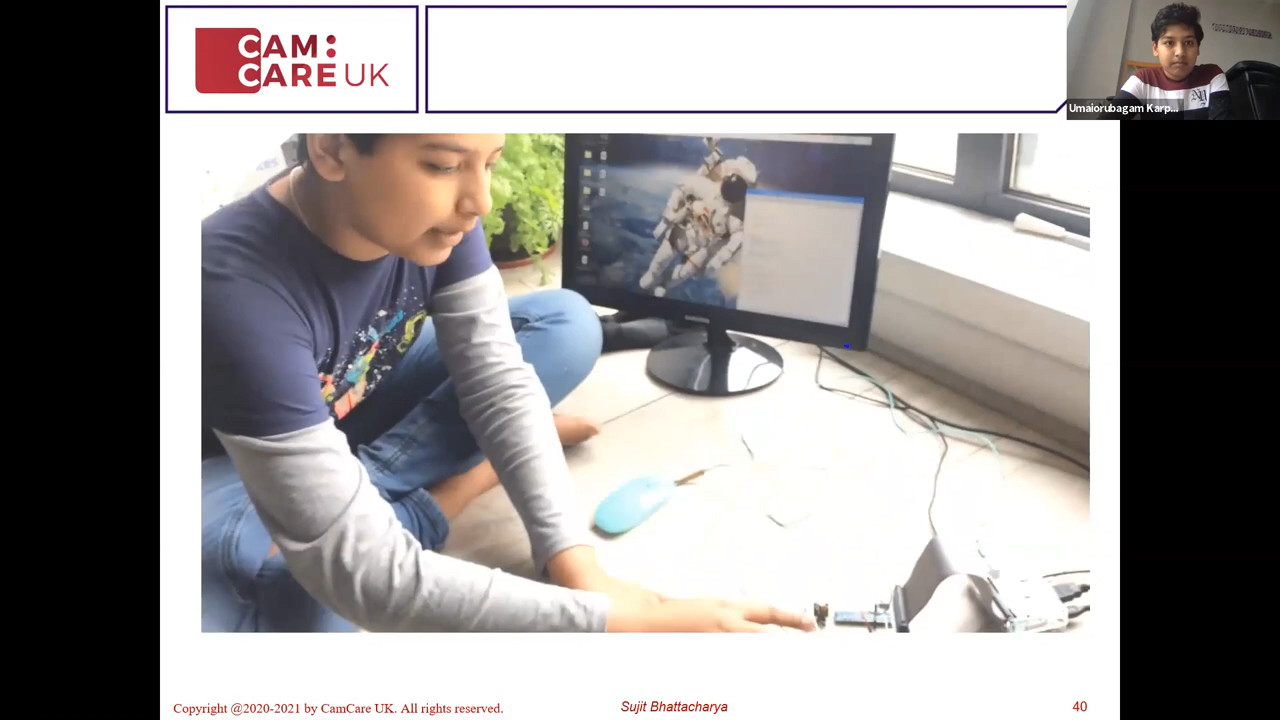 CAM:
CARE UK
Umaiorubagam Karp...
Copyright @2020-2021 by CamCare UK. All rights reserved.
Sujit Bhattacharya
40